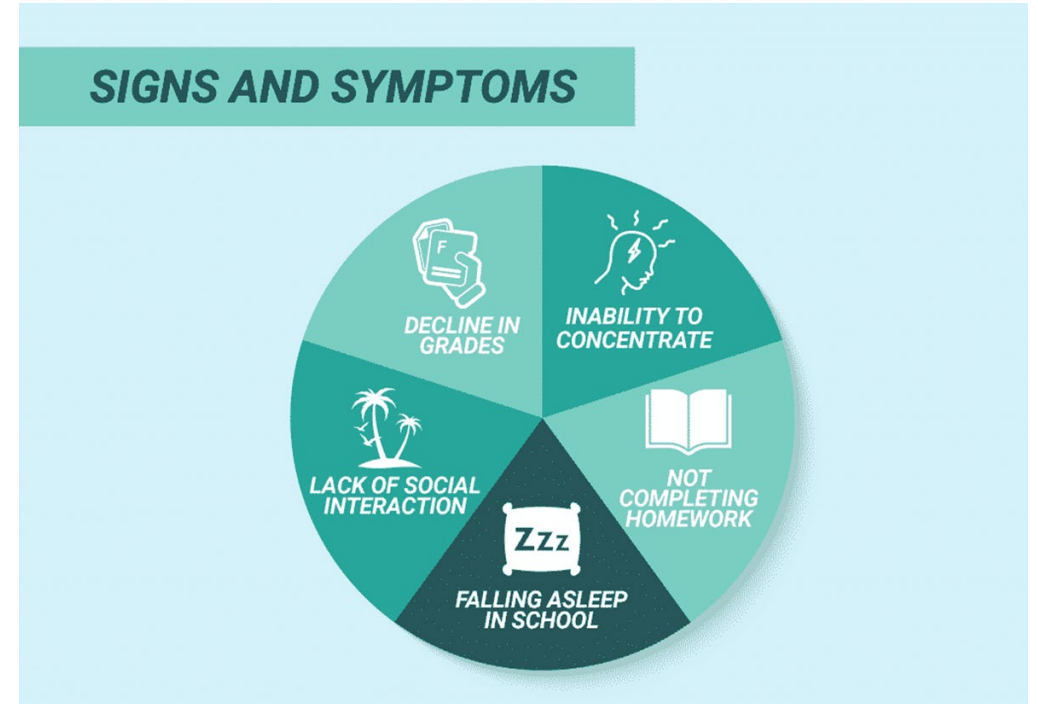 SIGNS AND SYMPTOMS
F
DECLINE IN
GRADES
INABILITY TO
CONCENTRATE
LACK OF SOCIAL
INTERACTION
NOT
COMPLETING
HOMEWORK
ZZZ
FALLING ASLEEP
IN SCHOOL